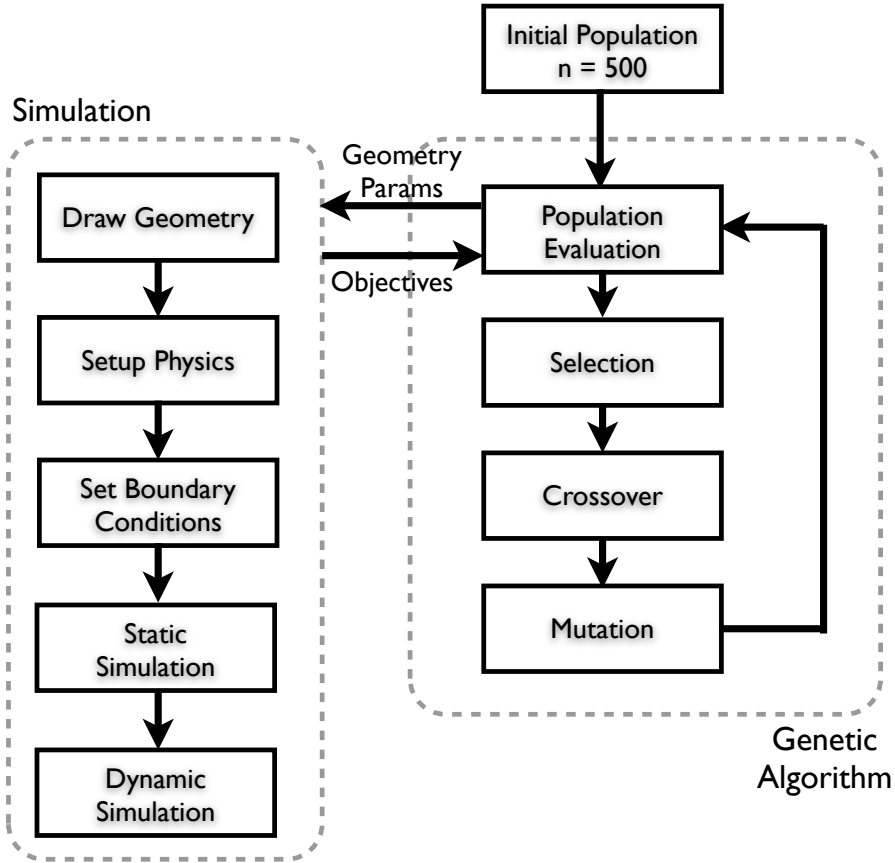 Initial Population
n = 500
Simulation
Geometry
Params
Objectives
Draw Geometry
Setup Physics
Set Boundary
Conditions
Static
Simulation
Dynamic
Simulation
Population
Evaluation
Selection
Crossover
Mutation
Genetic
Algorithm